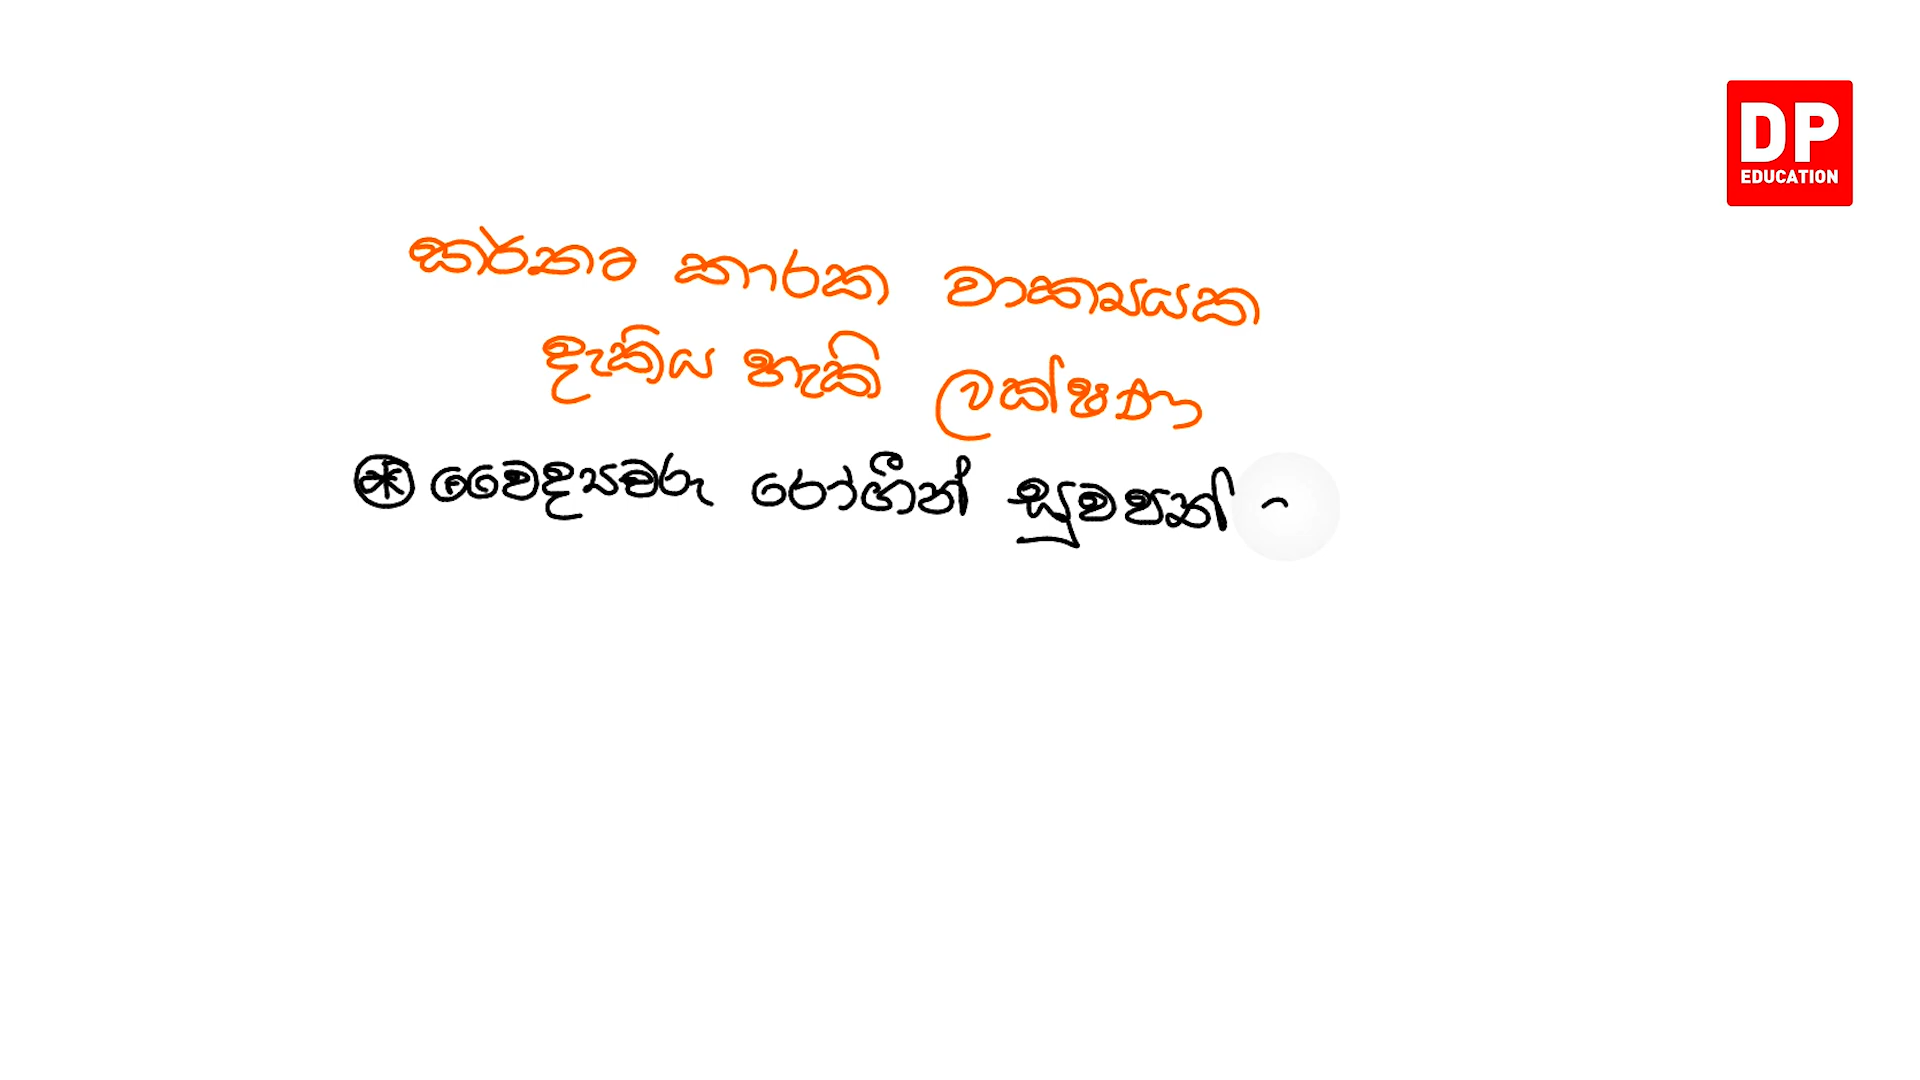 කර්තෘ කාරක වාක්‍යයක
දැකිය හැකි ලක්ෂණ
වෛද්‍යවරු රෝගීන් සුවපත්
DP
EDUCATION